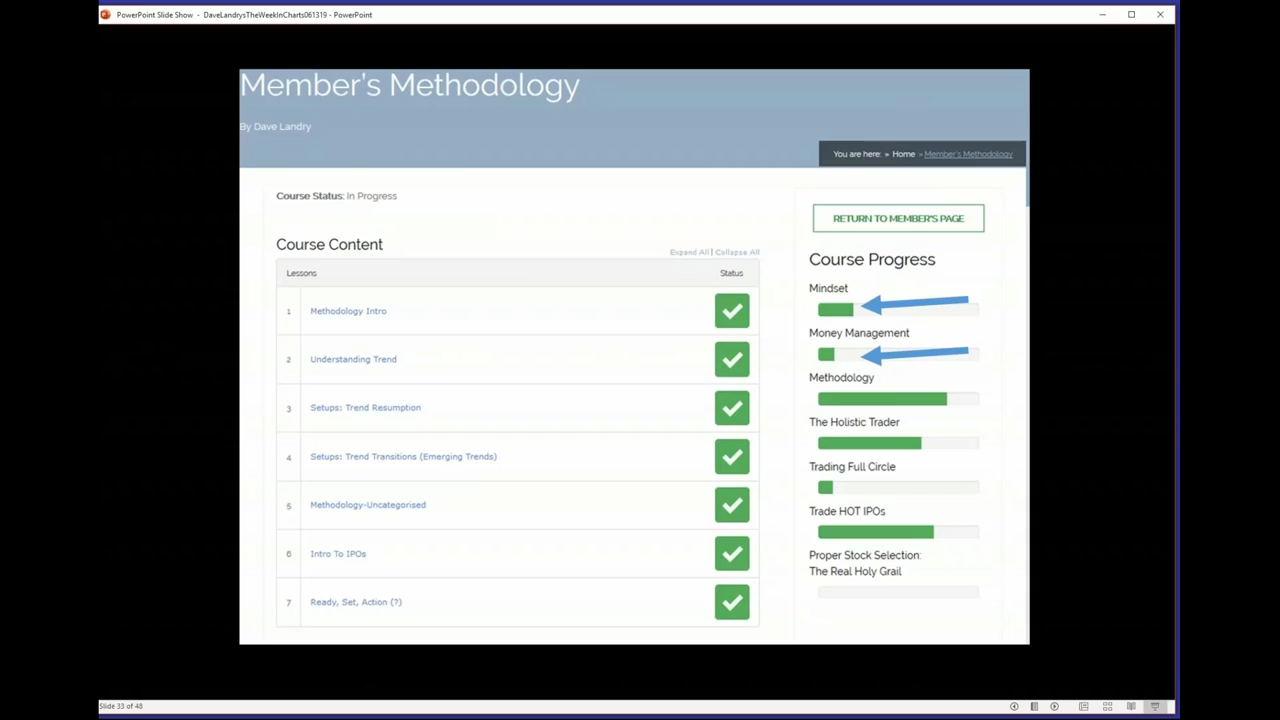 PowerPoint Slide Show - DaveLandrysTheWeekInCharts061319 - PowerPoint
Member's Methodology
By Dave Landry
You are here: » Home » Member's Methodology
Course Status: In Progress
RETURN TO MEMBER'S PAGE
Course Content
Expand All | Collapse All
Lessons Status
1 Methodology Intro
2 Understanding Trend
3 Setups: Trend Resumption
4 Setups: Trend Transitions (Emerging Trends)
5 Methodology-Uncategorised
6 Intro To IPOs
7 Ready, Set, Action (?)
Course Progress
Mindset
Money Management
Methodology
The Holistic Trader
Trading Full Circle
Trade HOT IPOs
Proper Stock Selection:
The Real Holy Grail
Slide 33 of 48